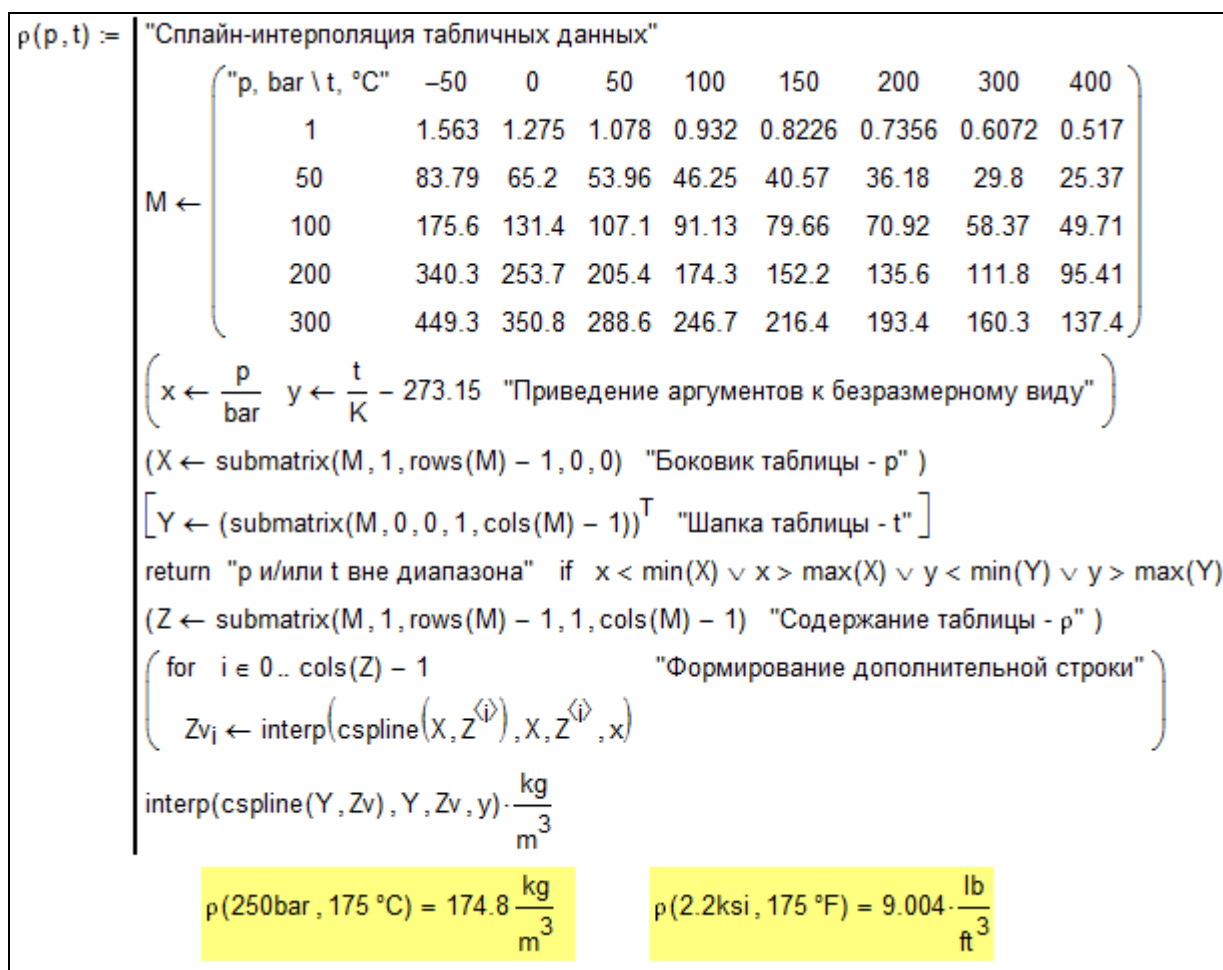 ρ(p,t) := "Сплайн-интерполяция табличных данных"
M ← "p, bar \ t, °C" −50 0 50 100 150 200 300 400
1 1.563 1.275 1.078 0.932 0.8226 0.7356 0.6072 0.517
50 83.79 65.2 53.96 46.25 40.57 36.18 29.8 25.37
100 175.6 131.4 107.1 91.13 79.66 70.92 58.37 49.71
200 340.3 253.7 205.4 174.3 152.2 135.6 111.8 95.41
300 449.3 350.8 288.6 246.7 216.4 193.4 160.3 137.4
(x ← p/bar y ← t/K − 273.15 "Приведение аргументов к безразмерному виду")
(X ← submatrix(M,1,rows(M) − 1,0,0) "Боковик таблицы - p" )
[Y ← (submatrix(M,0,0,1,cols(M) − 1))^T "Шапка таблицы - t"]
return "p и/или t вне диапазона" if x < min(X) ∨ x > max(X) ∨ y < min(Y) ∨ y > max(Y)
(Z ← submatrix(M,1,rows(M) − 1,1,cols(M) − 1) "Содержание таблицы - ρ" )
(for i ∈ 0.. cols(Z) − 1 "Формирование дополнительной строки")
Zv_i ← interp(cspline(X,Z^⟨i⟩),X,Z^⟨i⟩,x)
interp(cspline(Y,Zv),Y,Zv,y)·kg/m^3
ρ(250bar,175 °C) = 174.8 kg/m^3 ρ(2.2ksi,175 °F) = 9.004·lb/ft^3